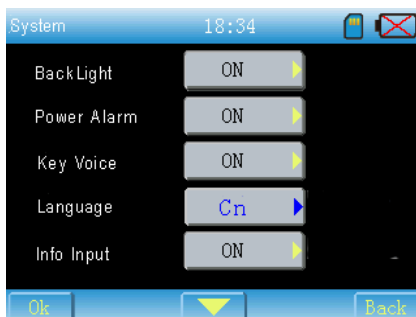 System 18:34
BackLight ON
Power Alarm ON
Key Voice ON
Language Cn
Info Input ON
Ok Back